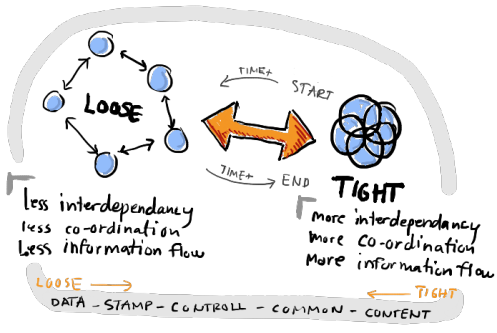 TIME+
START
LOOSE
TIME+
END
TIGHT
less interdependancy
less co-ordination
Less information flow
more interdependancy
more co-ordination
More information flow
LOOSE
TIGHT
DATA - STAMP - CONTROLL - COMMON - CONTENT